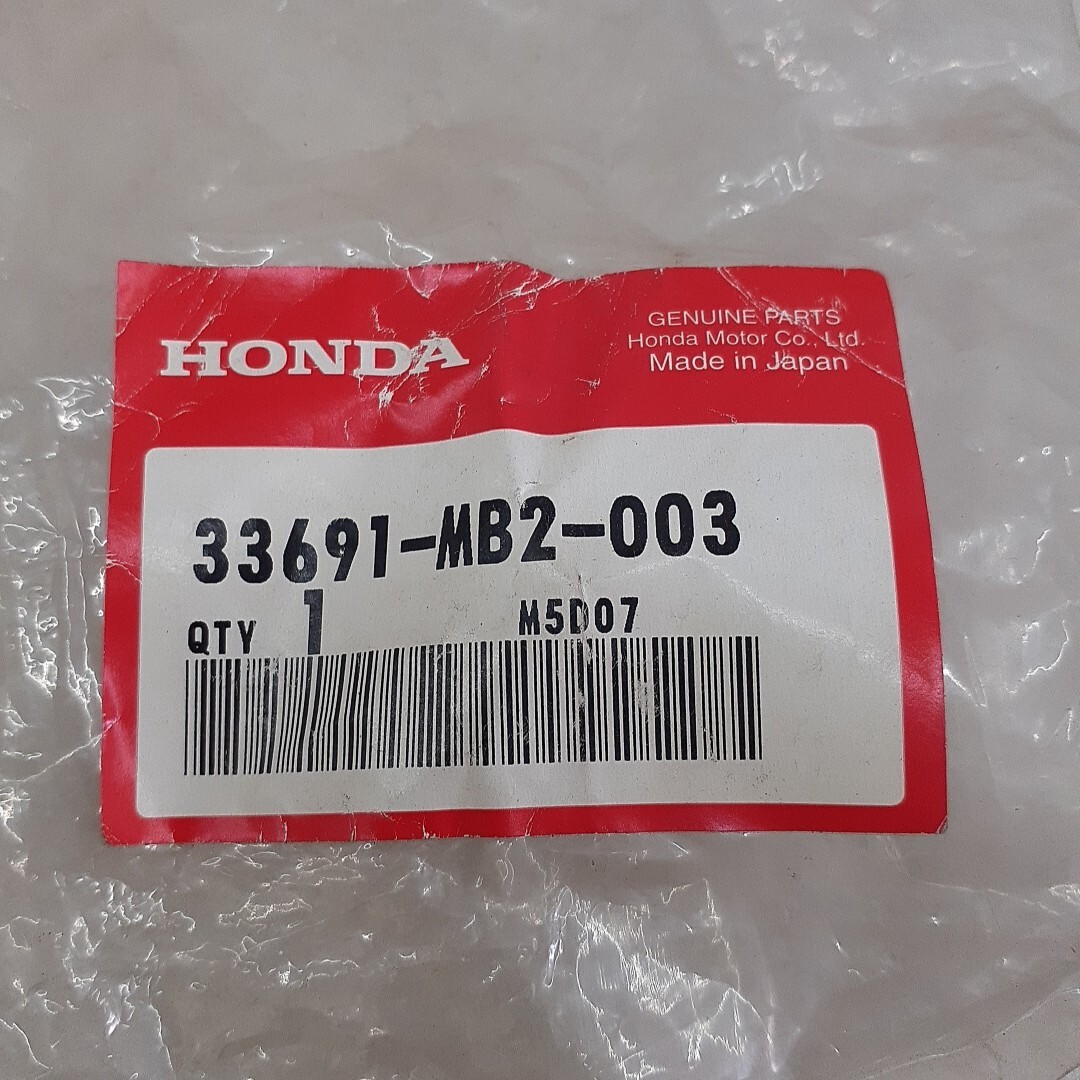 HONDA
GENUINE PARTS
Honda Motor Co., Ltd.
Made in Japan
33691-MB2-003
QTY 1 M5D07